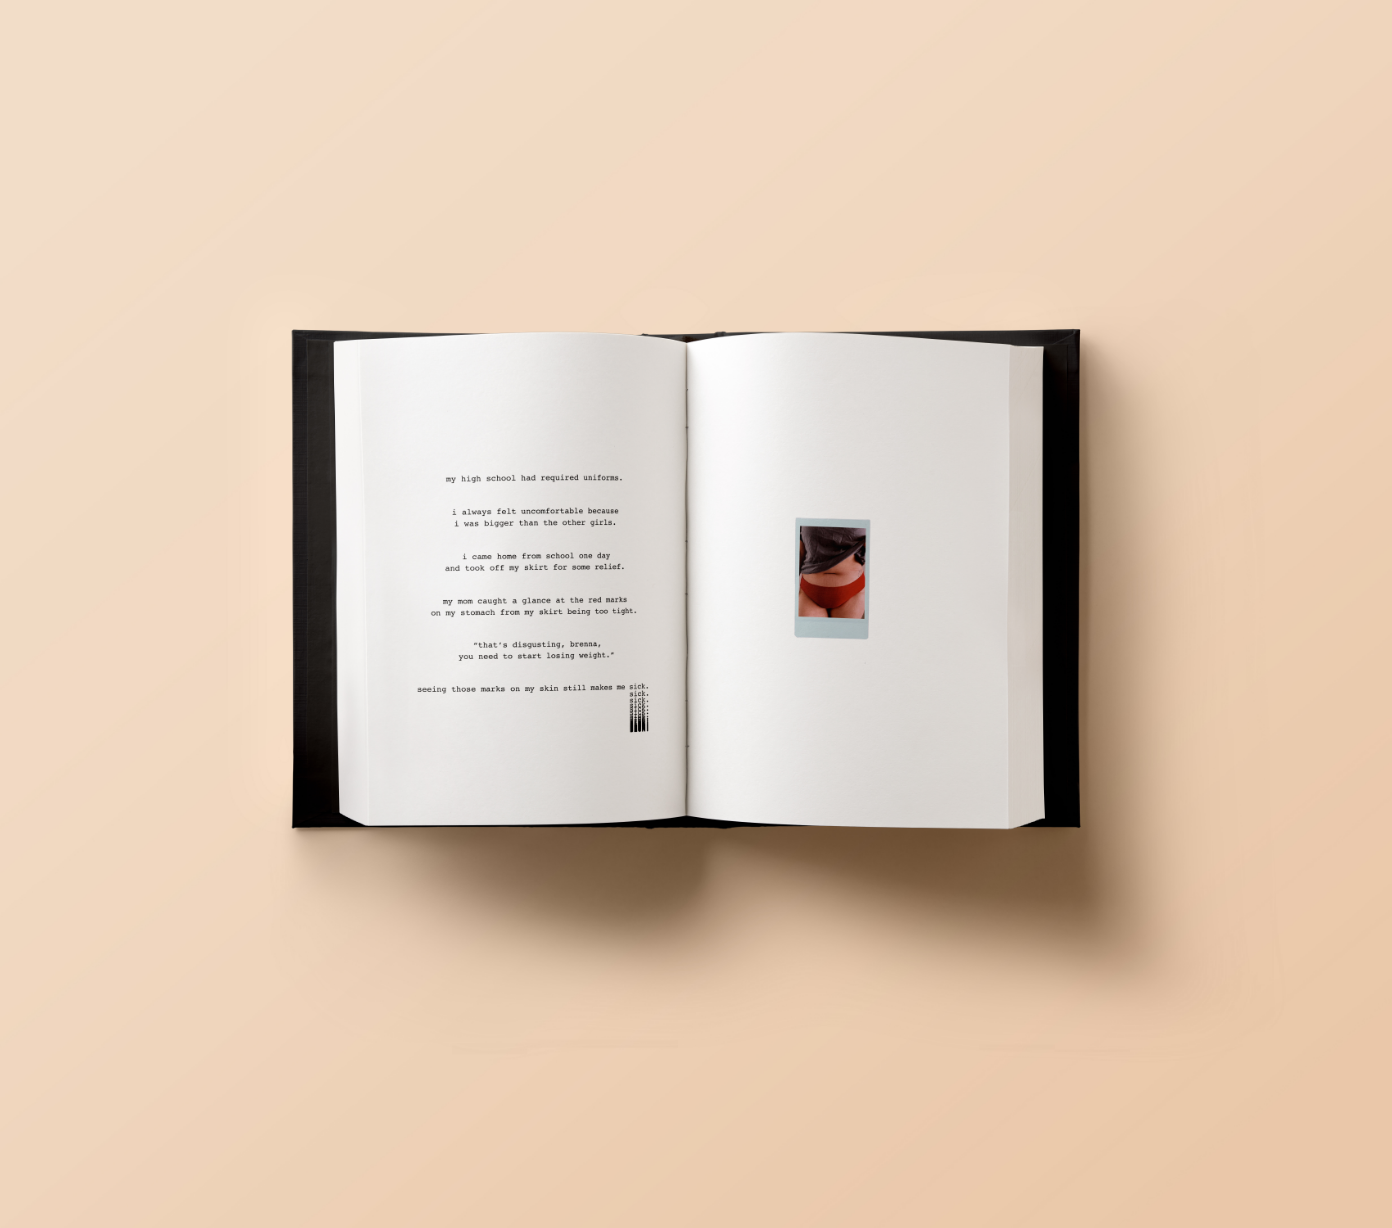 my high school had required uniforms.
i always felt uncomfortable because
i was bigger than the other girls.
i came home from school one day
and took off my skirt for some relief.
my mom caught a glance at the red marks
on my stomach from my skirt being too tight.
"that's disgusting, brenna,
you need to start losing weight."
seeing those marks on my skin still makes me sick.
sick.
sick.